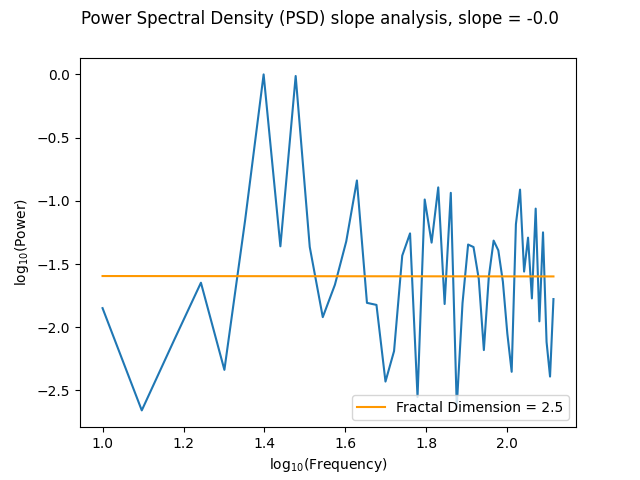 Power Spectral Density (PSD) slope analysis, slope = -0.0
0.0
−0.5
−1.0
−1.5
−2.0
−2.5
log₁₀(Power)
Fractal Dimension = 2.5
1.0 1.2 1.4 1.6 1.8 2.0
log₁₀(Frequency)